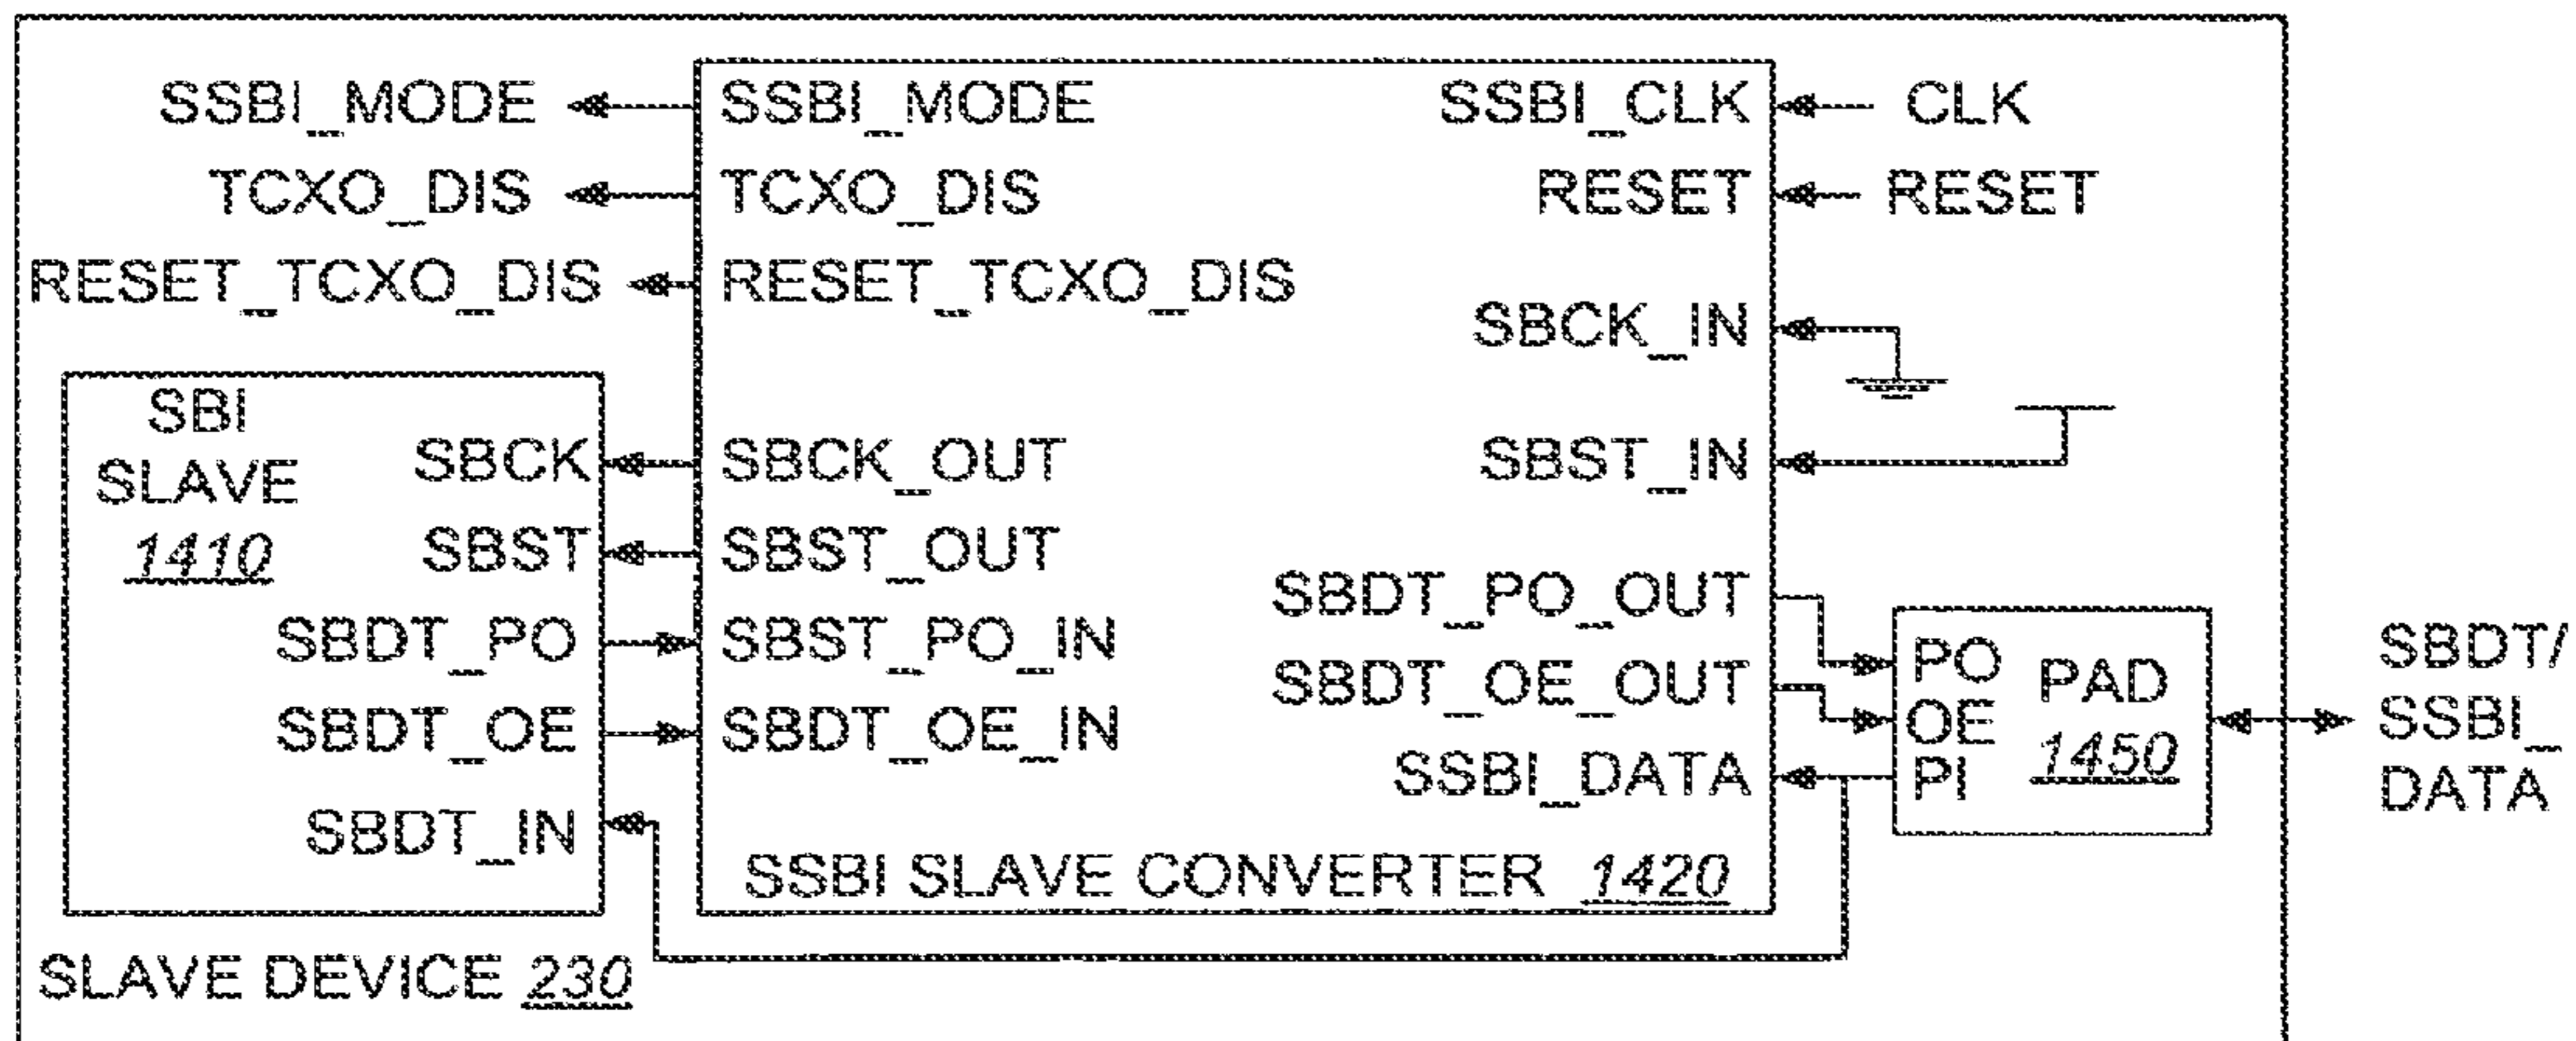 SSBI_MODE SSBI_MODE SSBI_CLK CLK
TCXO_DIS TCXO_DIS RESET RESET
RESET_TCXO_DIS RESET_TCXO_DIS
SBCK_IN
SBI
SLAVE
1410
SBCK SBCK_OUT SBST_IN
SBST SBST_OUT
SBDT_PO SBST_PO_IN SBDT_PO_OUT
SBDT_OE SBDT_OE_IN SBDT_OE_OUT
SBDT_IN SSBI_DATA
PO
OE
PI
PAD
1450
SBDT/
SSBI_
DATA
SSBI SLAVE CONVERTER 1420
SLAVE DEVICE 230